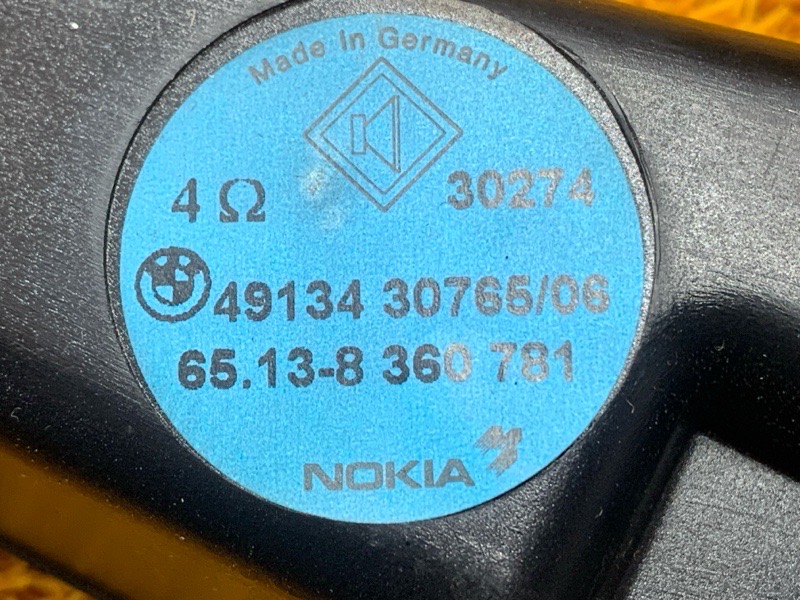 Made in Germany
4 Ω 30274
49134 30765/06
65.13-8 360 781
NOKIA